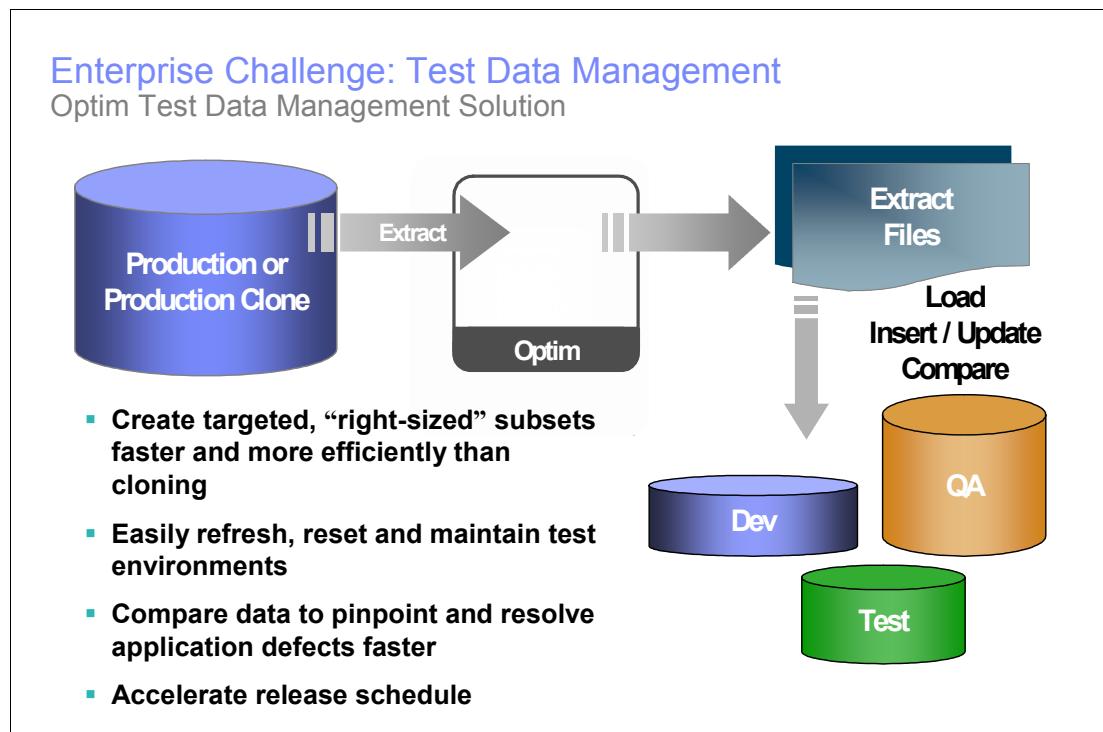 Enterprise Challenge: Test Data Management
Optim Test Data Management Solution
Production or
Production Clone
Extract
Optim
Extract
Files
Load
Insert / Update
Compare
▪ Create targeted, “right-sized” subsets
faster and more efficiently than
cloning
▪ Easily refresh, reset and maintain test
environments
▪ Compare data to pinpoint and resolve
application defects faster
▪ Accelerate release schedule
QA
Dev
Test